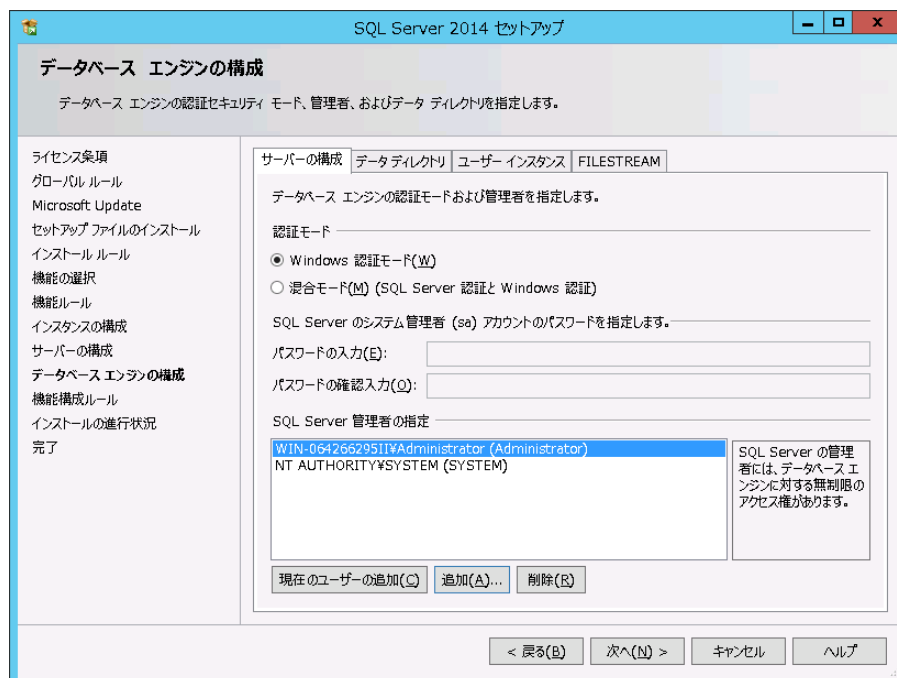 SQL Server 2014 セットアップ
データベース エンジンの構成
データベース エンジンの認証セキュリティ モード、管理者、およびデータ ディレクトリを指定します。
ライセンス条項
グローバル ルール
Microsoft Update
セットアップ ファイルのインストール
インストール ルール
機能の選択
機能ルール
インスタンスの構成
サーバーの構成
データベース エンジンの構成
機能構成ルール
インストールの進行状況
完了
サーバーの構成 データ ディレクトリ ユーザー インスタンス FILESTREAM
データベース エンジンの認証モードおよび管理者を指定します。
認証モード
Windows 認証モード(W)
混合モード(M) (SQL Server 認証と Windows 認証)
SQL Server のシステム管理者 (sa) アカウントのパスワードを指定します。
パスワードの入力(E):
パスワードの確認入力(O):
SQL Server 管理者の指定
WIN-064266295II¥Administrator (Administrator)
NT AUTHORITY¥SYSTEM (SYSTEM)
SQL Server の管理
者には、データベース エ
ンジンに対する無制限の
アクセス権があります。
現在のユーザーの追加(C) 追加(A)... 削除(R)
< 戻る(B) 次へ(N) > キャンセル ヘルプ